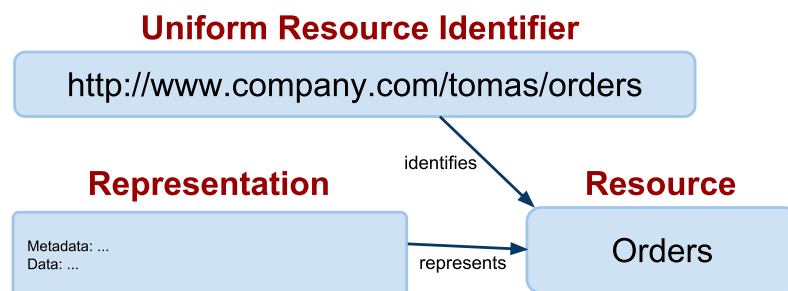 Uniform Resource Identifier
http://www.company.com/tomas/orders
identifies
Representation
Resource
Metadata: ...
Data: ...
represents
Orders